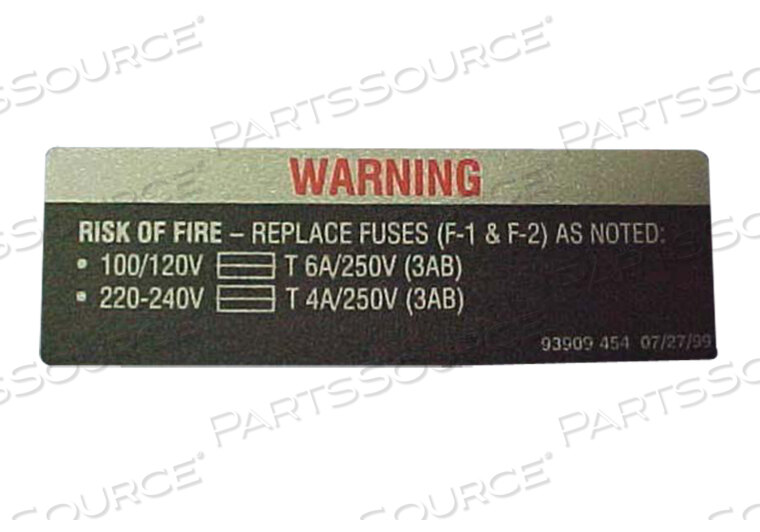 WARNING
RISK OF FIRE – REPLACE FUSES (F-1 & F-2) AS NOTED:
• 100/120V T 6A/250V (3AB)
• 220-240V T 4A/250V (3AB)
93909 454 07/27/99
PARTSSOURCE®